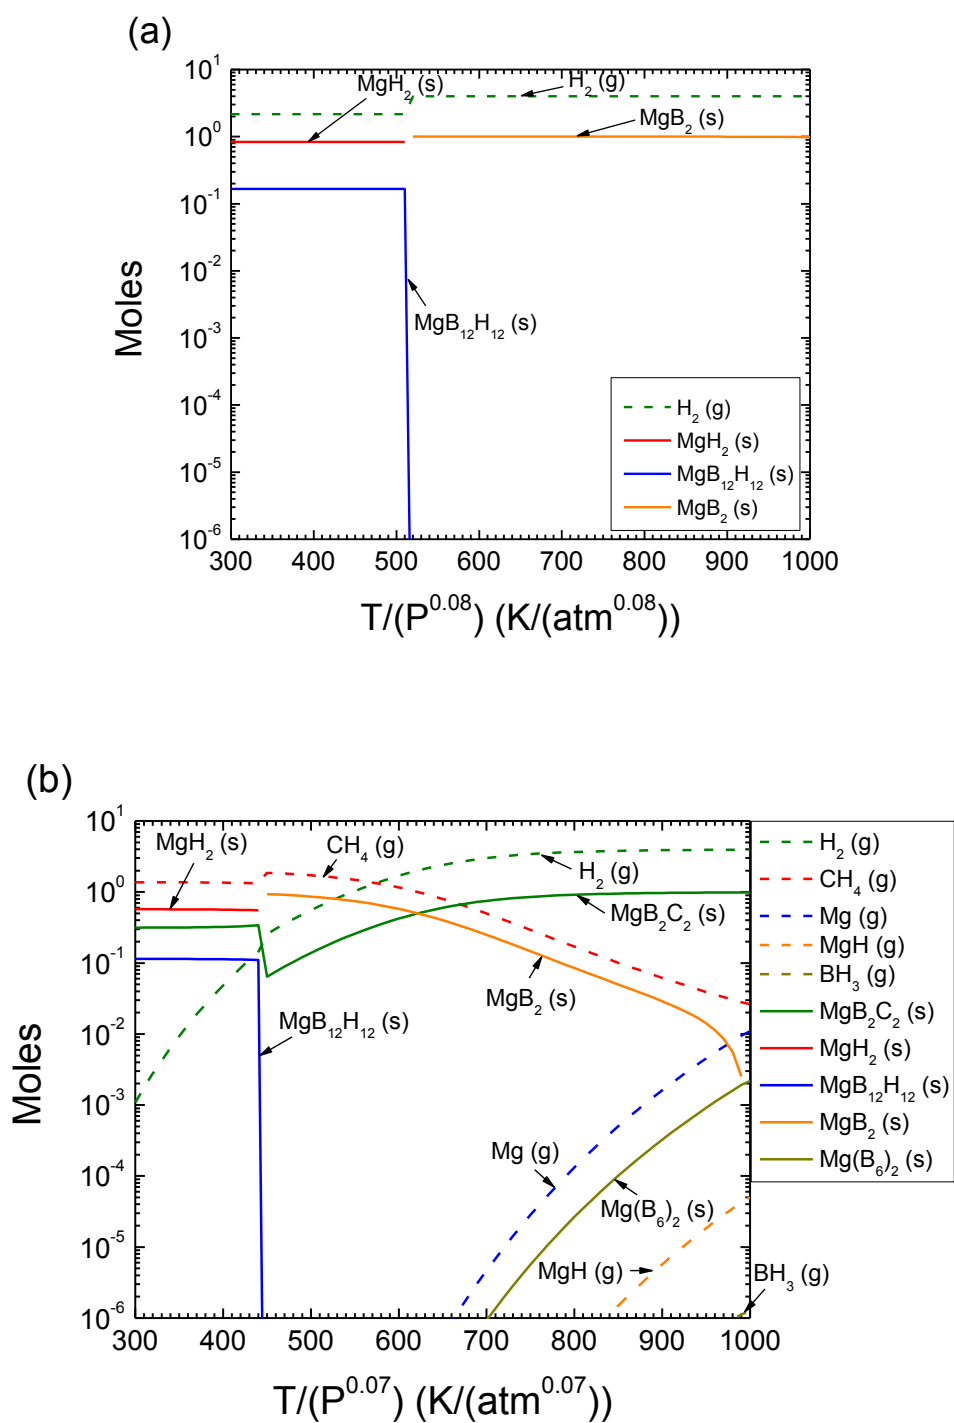 (a)
10^1
10^0
10^-1
10^-2
10^-3
10^-4
10^-5
10^-6
Moles
MgH2 (s)
H2 (g)
MgB2 (s)
MgB12H12 (s)
H2 (g)
MgH2 (s)
MgB12H12 (s)
MgB2 (s)
300 400 500 600 700 800 900 1000
T/(P^0.08) (K/(atm^0.08))
(b)
10^1
10^0
10^-1
10^-2
10^-3
10^-4
10^-5
10^-6
Moles
MgH2 (s)
CH4 (g)
H2 (g)
MgB2C2 (s)
MgB2 (s)
MgB12H12 (s)
Mg (g)
Mg(B6)2 (s)
MgH (g)
BH3 (g)
H2 (g)
CH4 (g)
Mg (g)
MgH (g)
BH3 (g)
MgB2C2 (s)
MgH2 (s)
MgB12H12 (s)
MgB2 (s)
Mg(B6)2 (s)
300 400 500 600 700 800 900 1000
T/(P^0.07) (K/(atm^0.07))